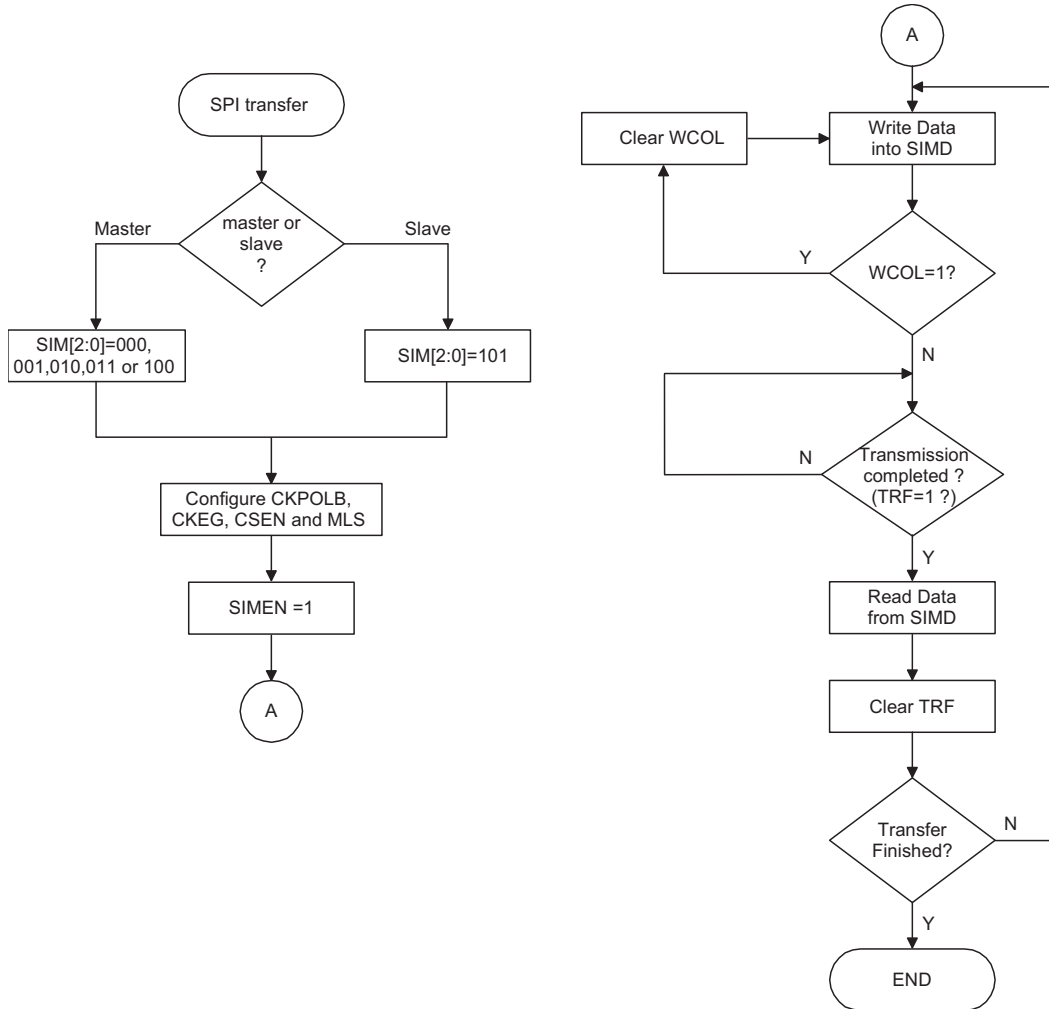 SPI transfer
master or
slave
?
Master
Slave
SIM[2:0]=000,
001,010,011 or 100
SIM[2:0]=101
Configure CKPOLB,
CKEG, CSEN and MLS
SIMEN =1
A
A
Write Data
into SIMD
Clear WCOL
WCOL=1?
Y
N
Transmission
completed ?
(TRF=1 ?)
N
Y
Read Data
from SIMD
Clear TRF
Transfer
Finished?
N
Y
END